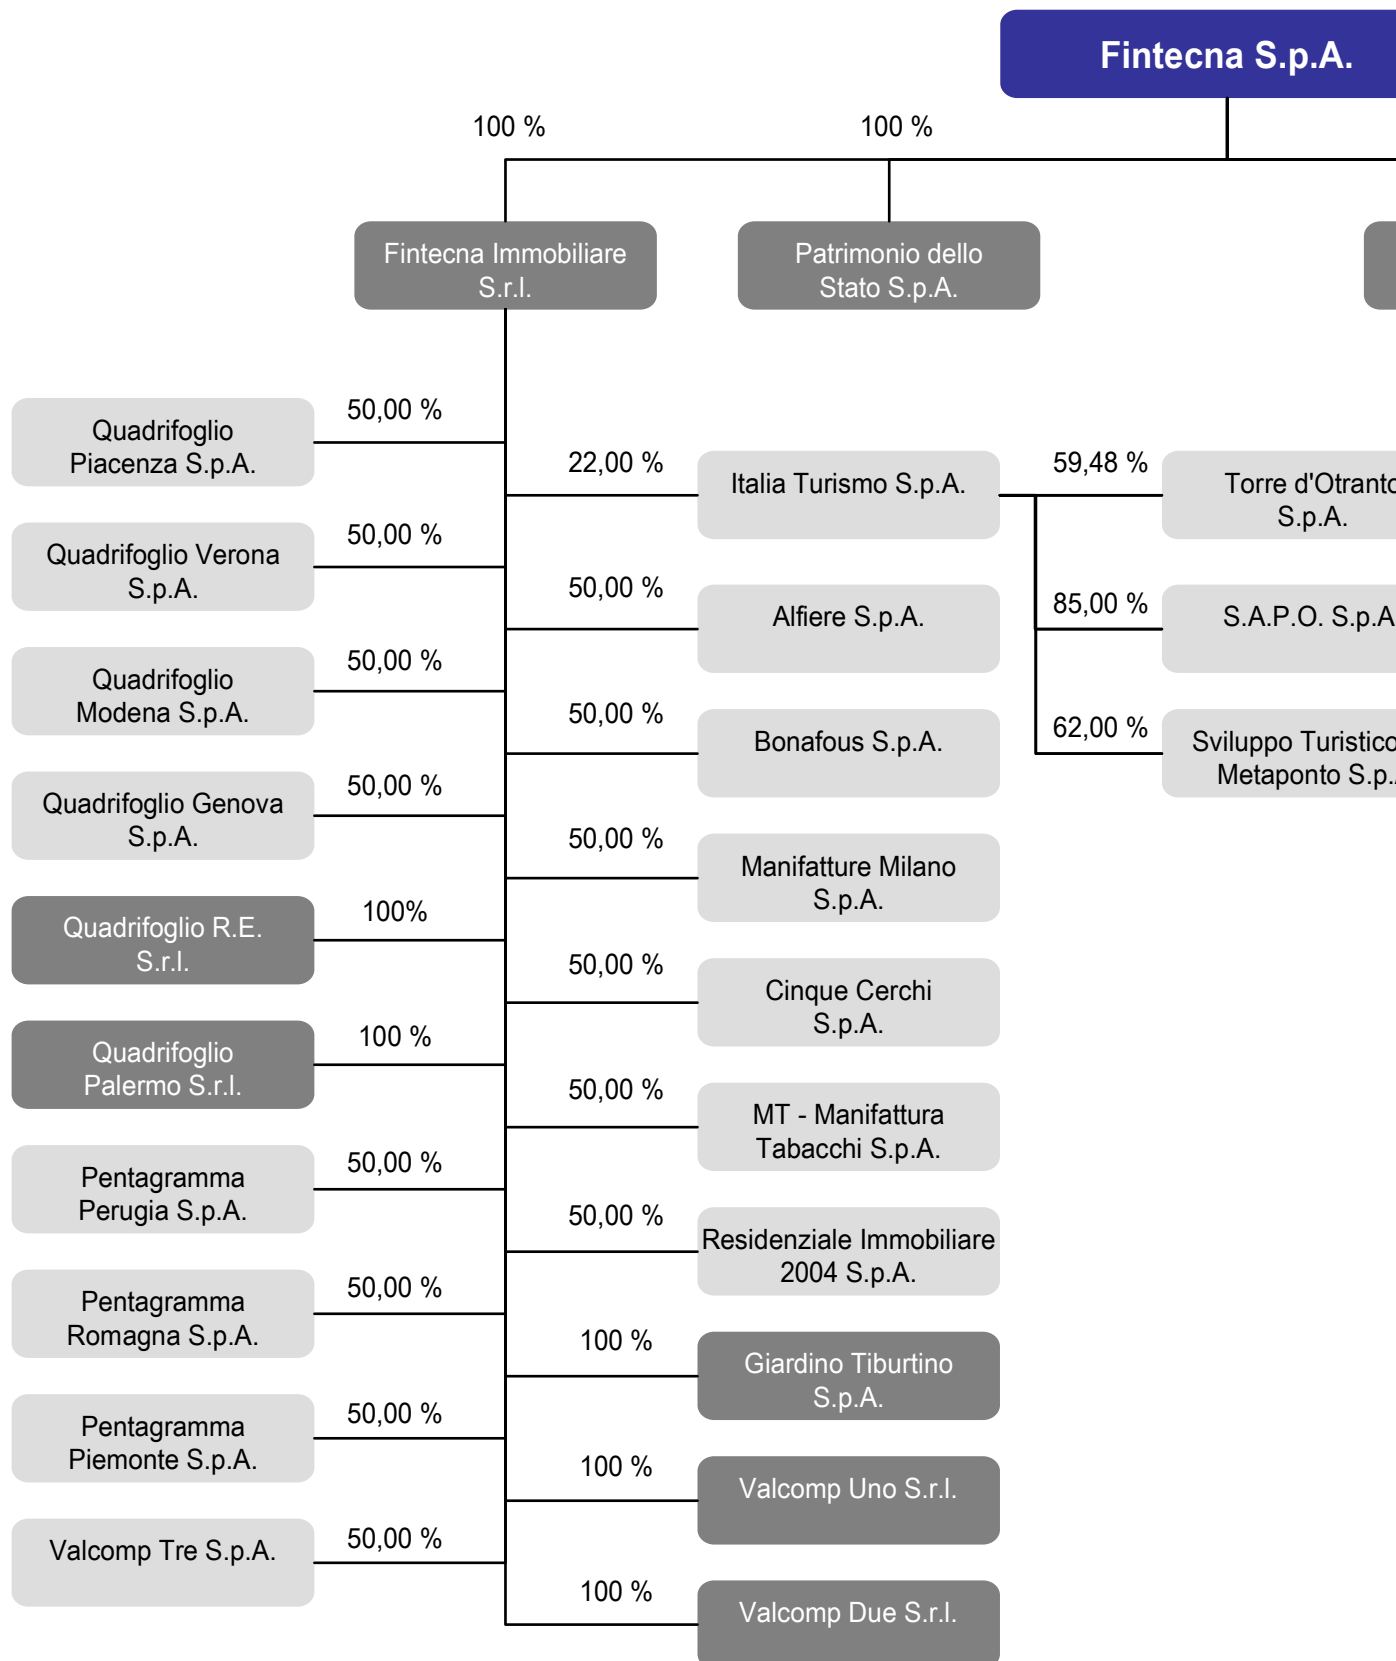 Fintecna S.p.A.
100 %
100 %
Fintecna Immobiliare
S.r.l.
Patrimonio dello
Stato S.p.A.
50,00 %
Quadrifoglio
Piacenza S.p.A.
22,00 %
Italia Turismo S.p.A.
59,48 %
Torre d'Otranto
S.p.A.
50,00 %
Quadrifoglio Verona
S.p.A.
50,00 %
Alfiere S.p.A.
85,00 %
S.A.P.O. S.p.A
50,00 %
Quadrifoglio
Modena S.p.A.
50,00 %
Bonafous S.p.A.
62,00 %
Sviluppo Turistico
Metaponto S.p.
50,00 %
Quadrifoglio Genova
S.p.A.
50,00 %
Manifatture Milano
S.p.A.
100%
Quadrifoglio R.E.
S.r.l.
50,00 %
Cinque Cerchi
S.p.A.
100 %
Quadrifoglio
Palermo S.r.l.
50,00 %
MT - Manifattura
Tabacchi S.p.A.
50,00 %
Pentagramma
Perugia S.p.A.
50,00 %
Residenziale Immobiliare
2004 S.p.A.
50,00 %
Pentagramma
Romagna S.p.A.
100 %
Giardino Tiburtino
S.p.A.
50,00 %
Pentagramma
Piemonte S.p.A.
100 %
Valcomp Uno S.r.l.
50,00 %
Valcomp Tre S.p.A.
100 %
Valcomp Due S.r.l.